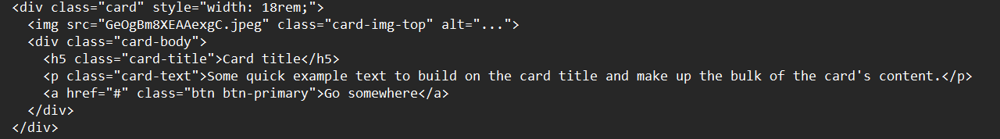 <div class="card" style="width: 18rem;">
  <img src="GeOgBm8XEAAexgC.jpeg" class="card-img-top" alt="...">
  <div class="card-body">
    <h5 class="card-title">Card title</h5>
    <p class="card-text">Some quick example text to build on the card title and make up the bulk of the card's content.</p>
    <a href="#" class="btn btn-primary">Go somewhere</a>
  </div>
</div>